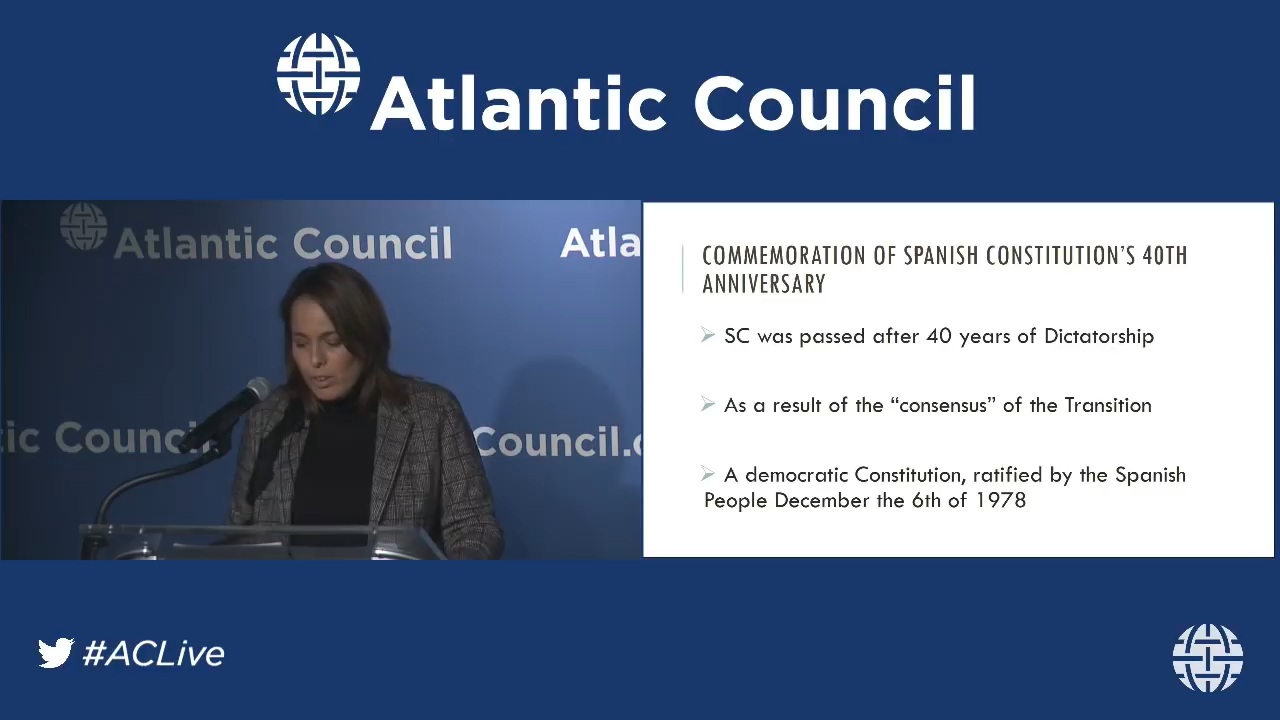 Atlantic Council
Atlantic Council
Atla
tic Council.
Council.
COMMEMORATION OF SPANISH CONSTITUTION'S 40TH
ANNIVERSARY
➢ SC was passed after 40 years of Dictatorship
➢ As a result of the “consensus” of the Transition
➢ A democratic Constitution, ratified by the Spanish
People December the 6th of 1978
#ACLive